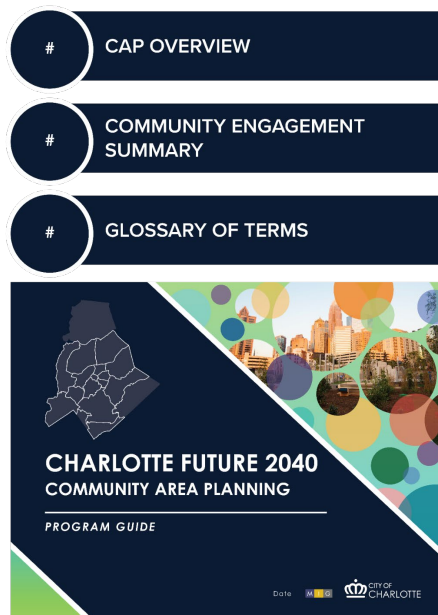 # CAP OVERVIEW
# COMMUNITY ENGAGEMENT
SUMMARY
# GLOSSARY OF TERMS
CHARLOTTE FUTURE 2040
COMMUNITY AREA PLANNING
PROGRAM GUIDE
Date MIG CITY OF
CHARLOTTE